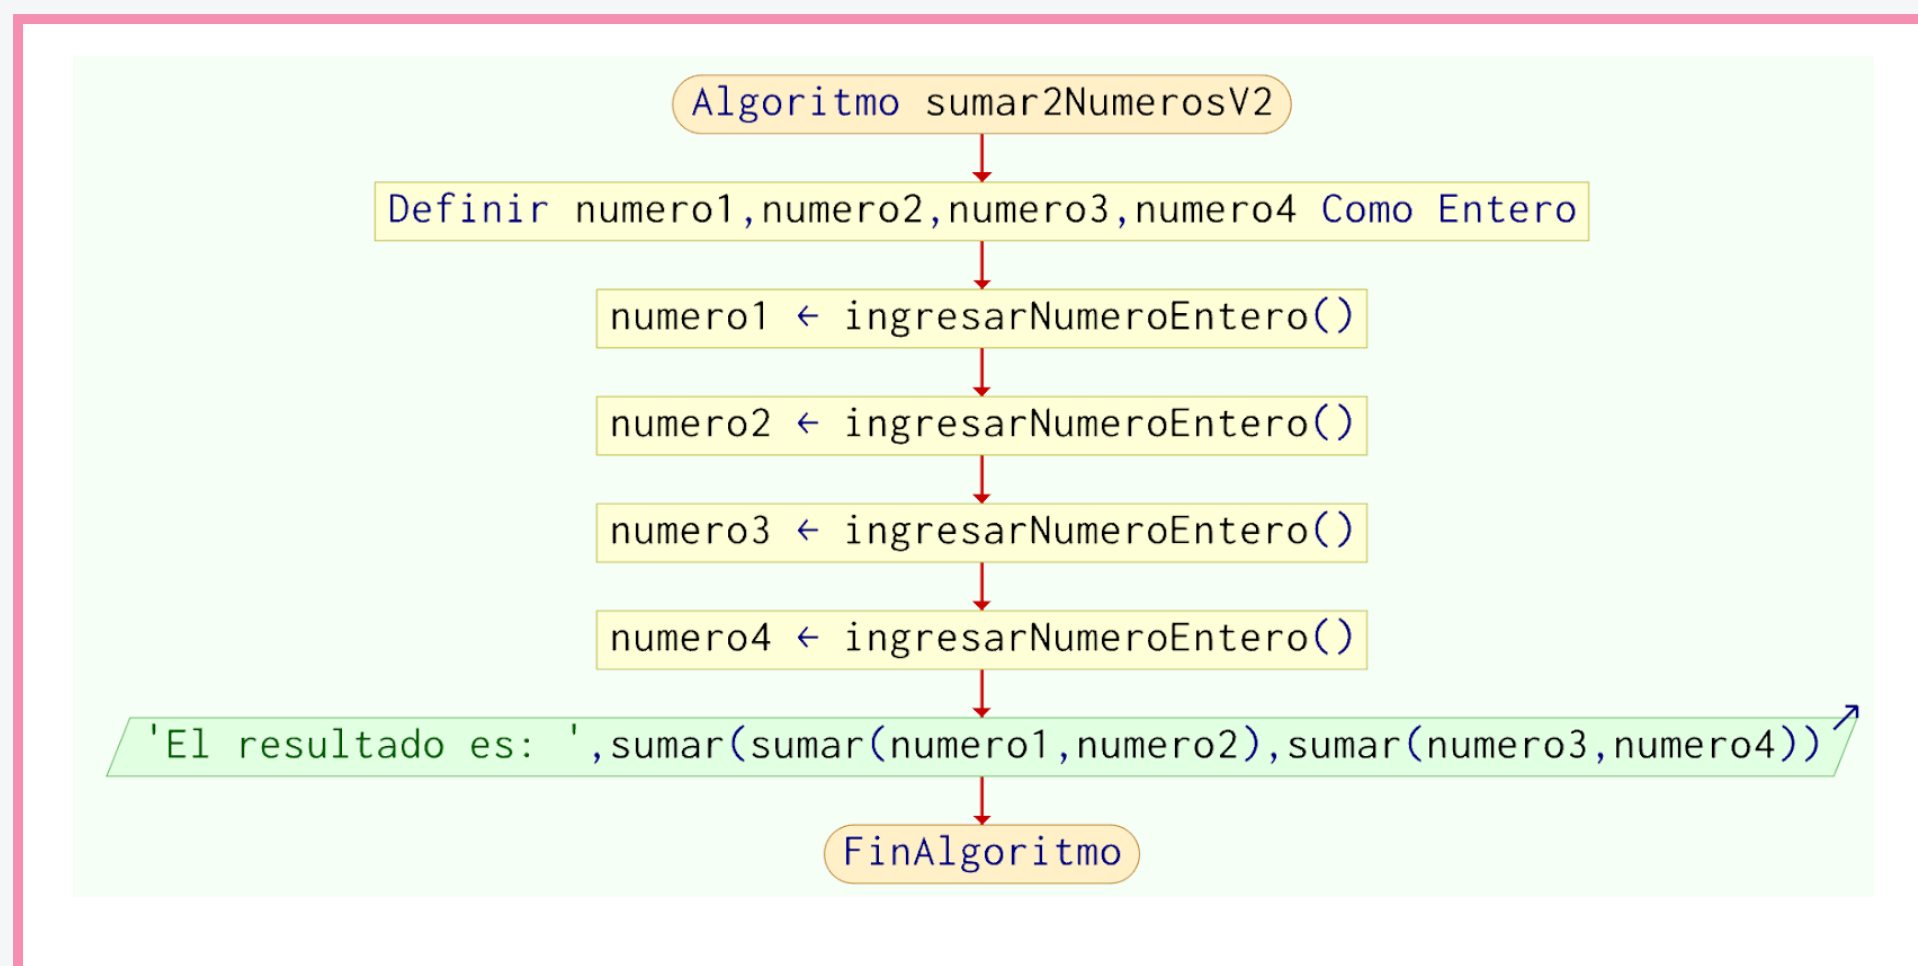 Algoritmo sumar2NumerosV2
Definir numero1,numero2,numero3,numero4 Como Entero
numero1 ← ingresarNumeroEntero()
numero2 ← ingresarNumeroEntero()
numero3 ← ingresarNumeroEntero()
numero4 ← ingresarNumeroEntero()
'El resultado es: ',sumar(sumar(numero1,numero2),sumar(numero3,numero4))
FinAlgoritmo